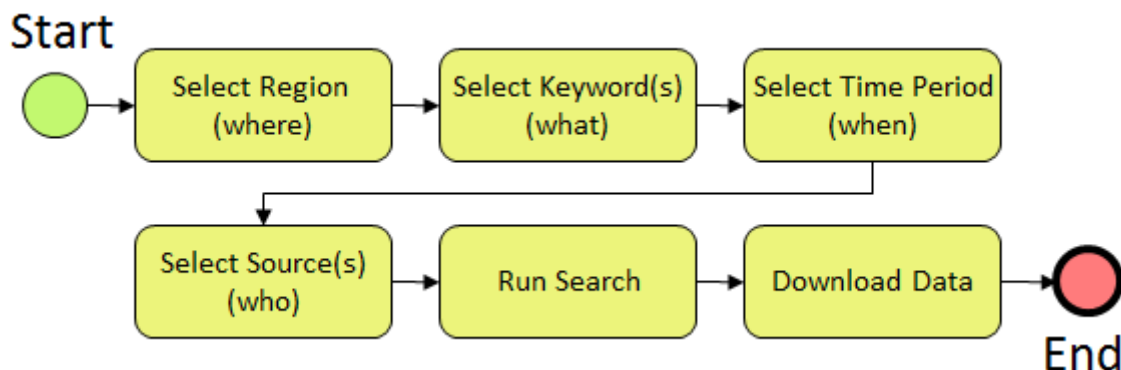 Start
Select Region
(where)
Select Keyword(s)
(what)
Select Time Period
(when)
Select Source(s)
(who)
Run Search
Download Data
End